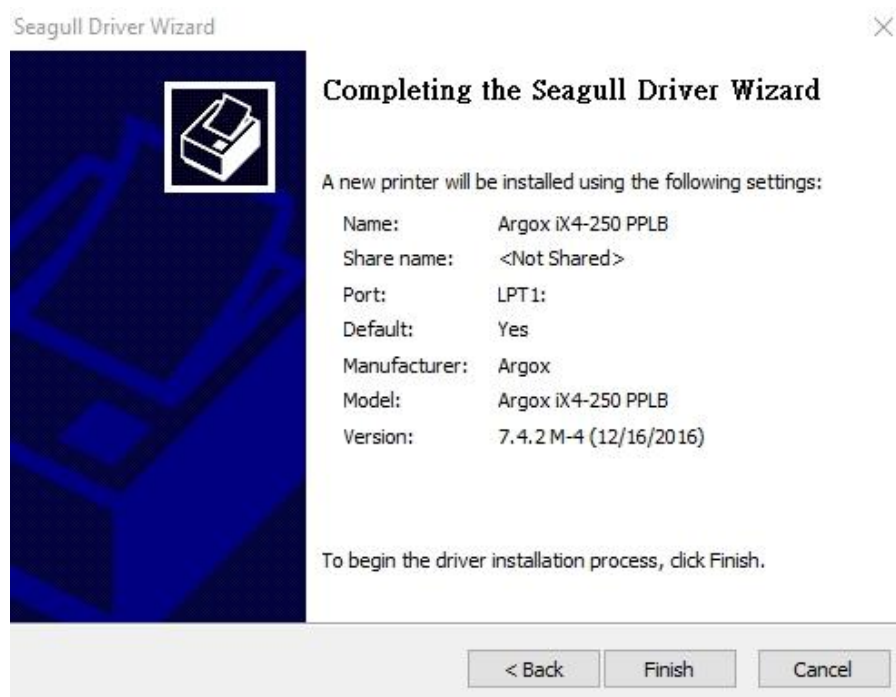 Seagull Driver Wizard
Completing the Seagull Driver Wizard
A new printer will be installed using the following settings:
Name: Argox iX4-250 PPLB
Share name: <Not Shared>
Port: LPT1:
Default: Yes
Manufacturer: Argox
Model: Argox iX4-250 PPLB
Version: 7.4.2 M-4 (12/16/2016)
To begin the driver installation process, click Finish.
< Back Finish Cancel